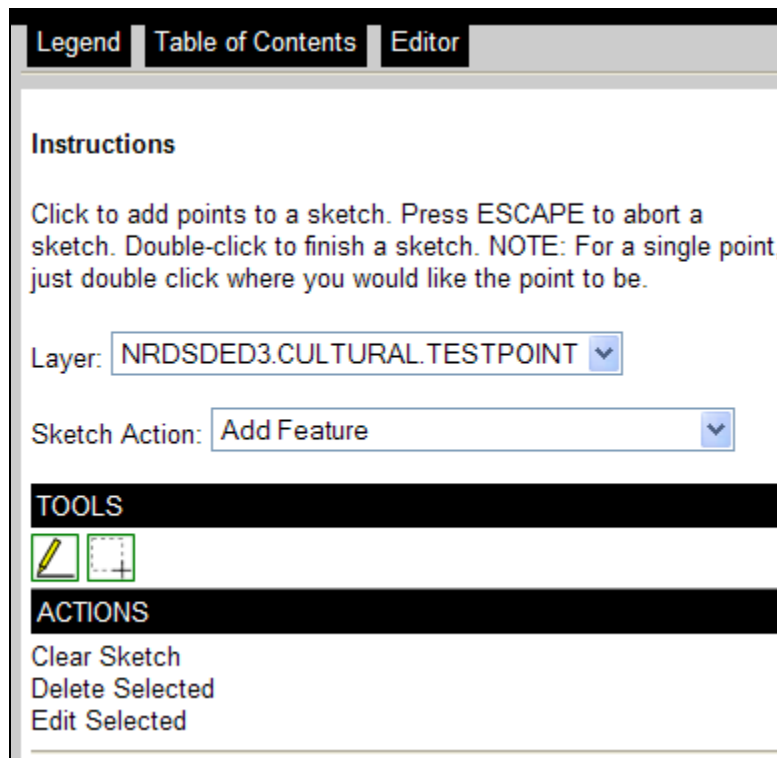 Legend Table of Contents Editor
Instructions
Click to add points to a sketch. Press ESCAPE to abort a
sketch. Double-click to finish a sketch. NOTE: For a single point,
just double click where you would like the point to be.
Layer: NRDSDED3.CULTURAL.TESTPOINT
Sketch Action: Add Feature
TOOLS
ACTIONS
Clear Sketch
Delete Selected
Edit Selected